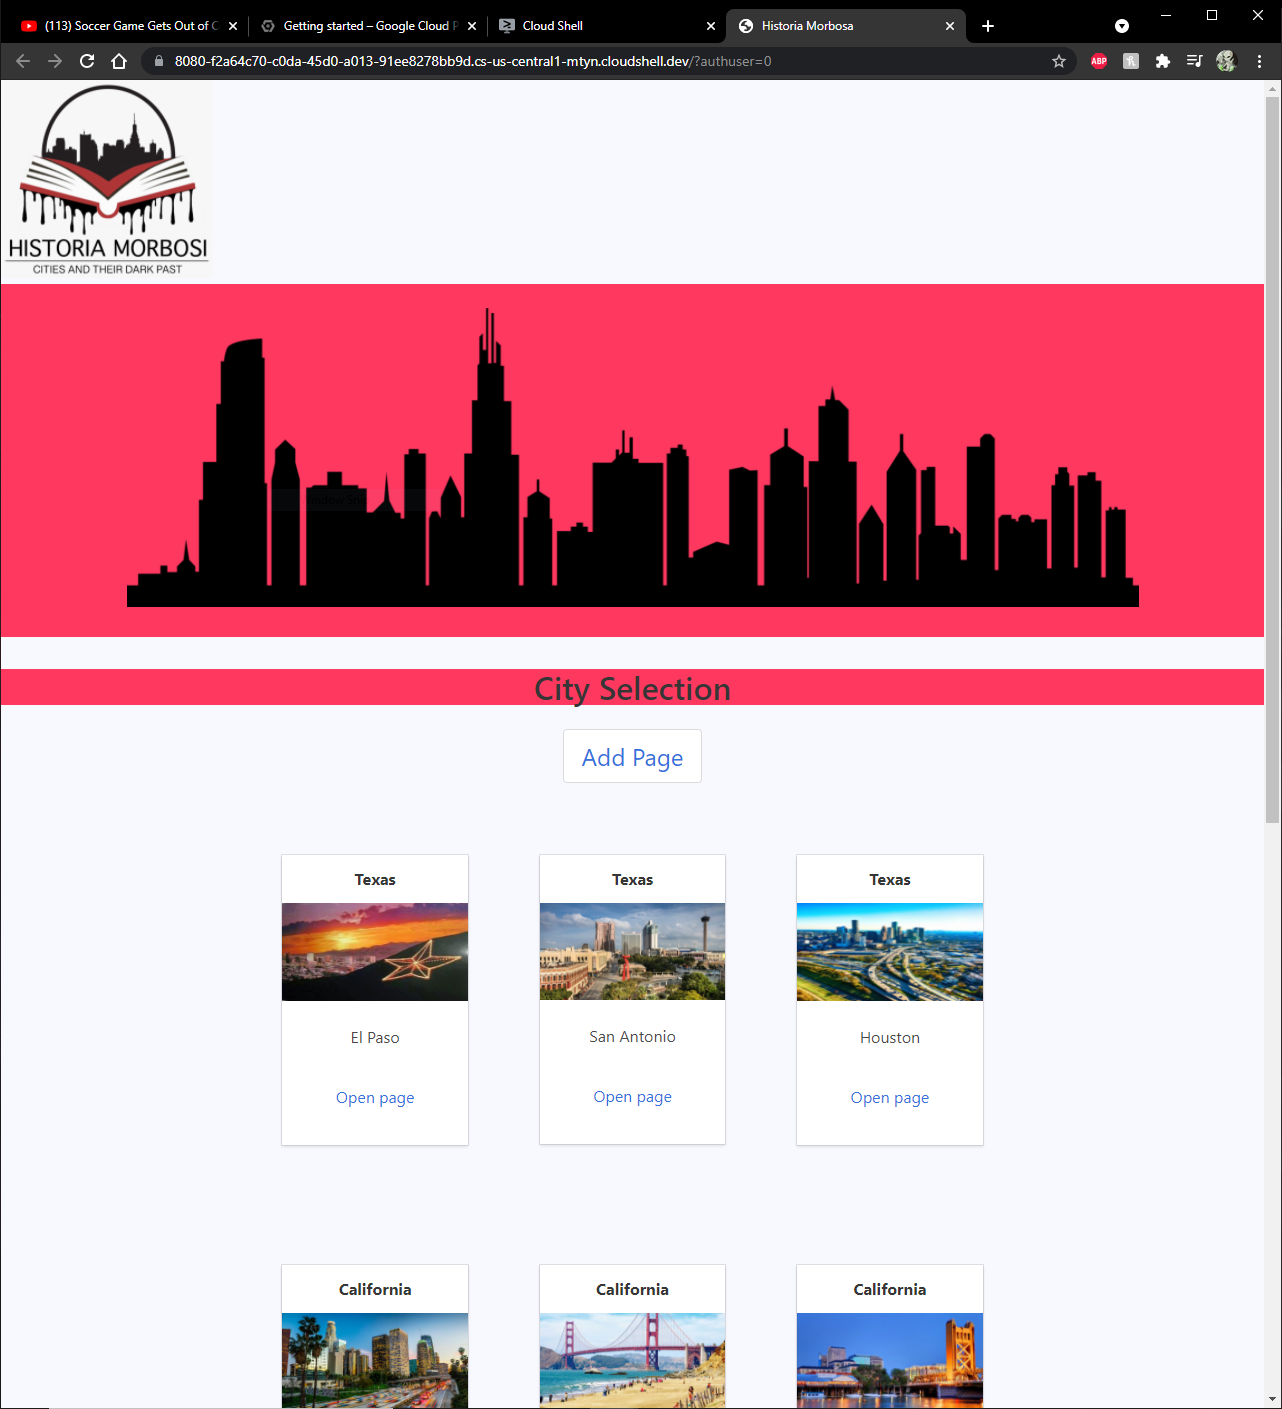 (113) Soccer Game Gets Out of C
Getting started – Google Cloud P
Cloud Shell
Historia Morbosa
8080-f2a64c70-c0da-45d0-a013-91ee8278bb9d.cs-us-central1-mtyn.cloudshell.dev/?authuser=0
ABP
HISTORIA MORBOSI
CITIES AND THEIR DARK PAST
City Selection
Add Page
Texas
Texas
Texas
El Paso
San Antonio
Houston
Open page
Open page
Open page
California
California
California